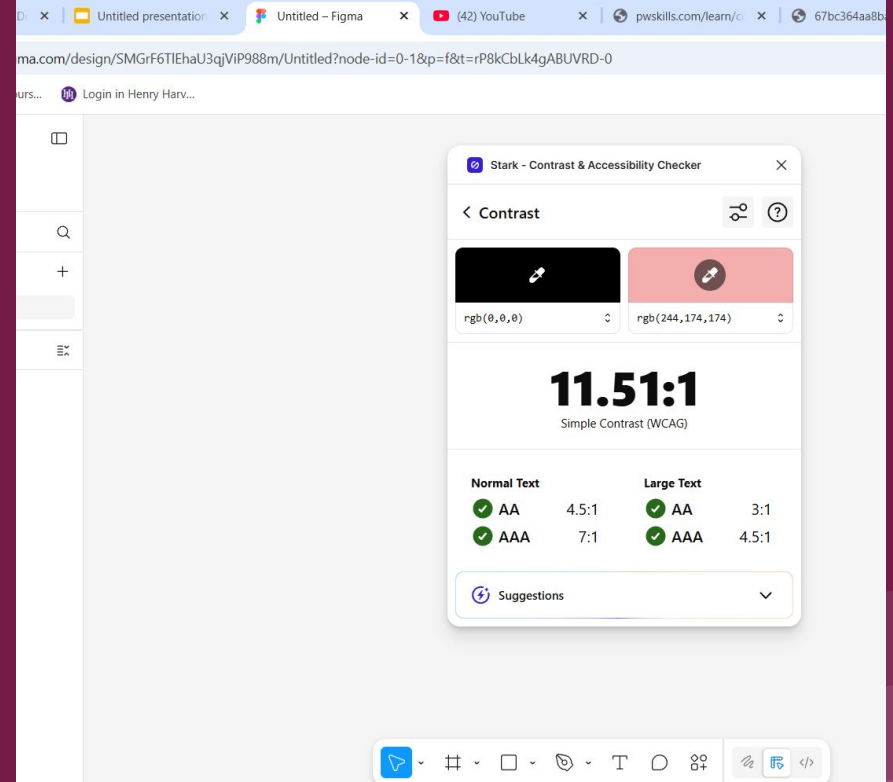 Untitled presentation
Untitled – Figma
(42) YouTube
pwskills.com/learn/c
67bc364aa8b
ma.com/design/SMGrF6TlEhaU3qjViP988m/Untitled?node-id=0-1&p=f&t=rP8kCbLk4gABUVRD-0
urs...
Login in Henry Harv...
Stark - Contrast & Accessibility Checker
Contrast
rgb(0,0,0)
rgb(244,174,174)
11.51:1
Simple Contrast (WCAG)
Normal Text
Large Text
AA 4.5:1
AA 3:1
AAA 7:1
AAA 4.5:1
Suggestions